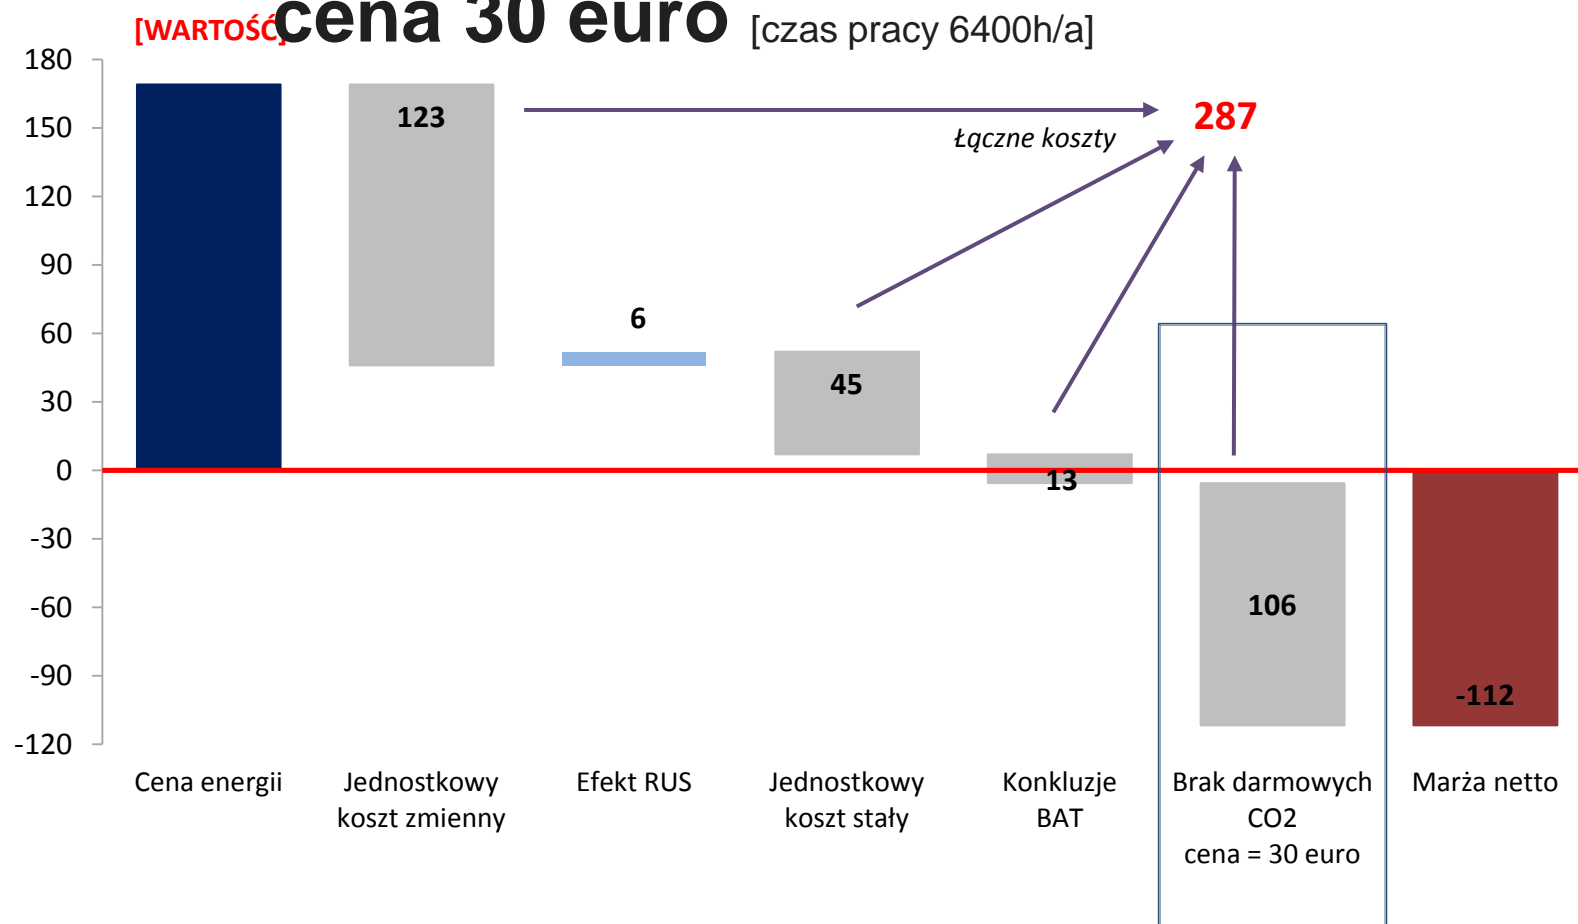 cena 30 euro [czas pracy 6400h/a]
[WARTOŚĆ]
180
150
120
90
60
30
0
-30
-60
-90
-120
123
6
45
13
106
-112
287
Łączne koszty
Cena energii
Jednostkowy
koszt zmienny
Efekt RUS
Jednostkowy
koszt stały
Konkluzje
BAT
Brak darmowych
CO2
cena = 30 euro
Marża netto